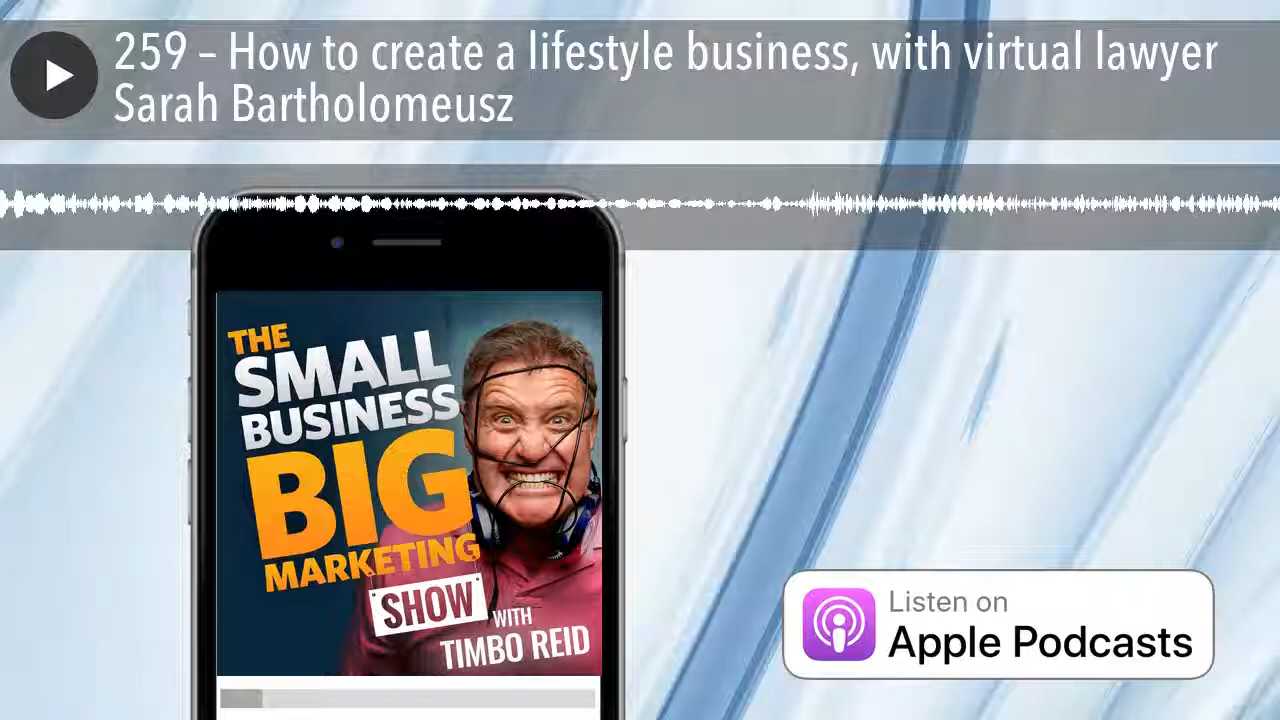 259 – How to create a lifestyle business, with virtual lawyer
Sarah Bartholomeusz
THE
SMALL
BUSINESS
BIG
MARKETING
SHOW
WITH
TIMBO REID
Listen on
Apple Podcasts